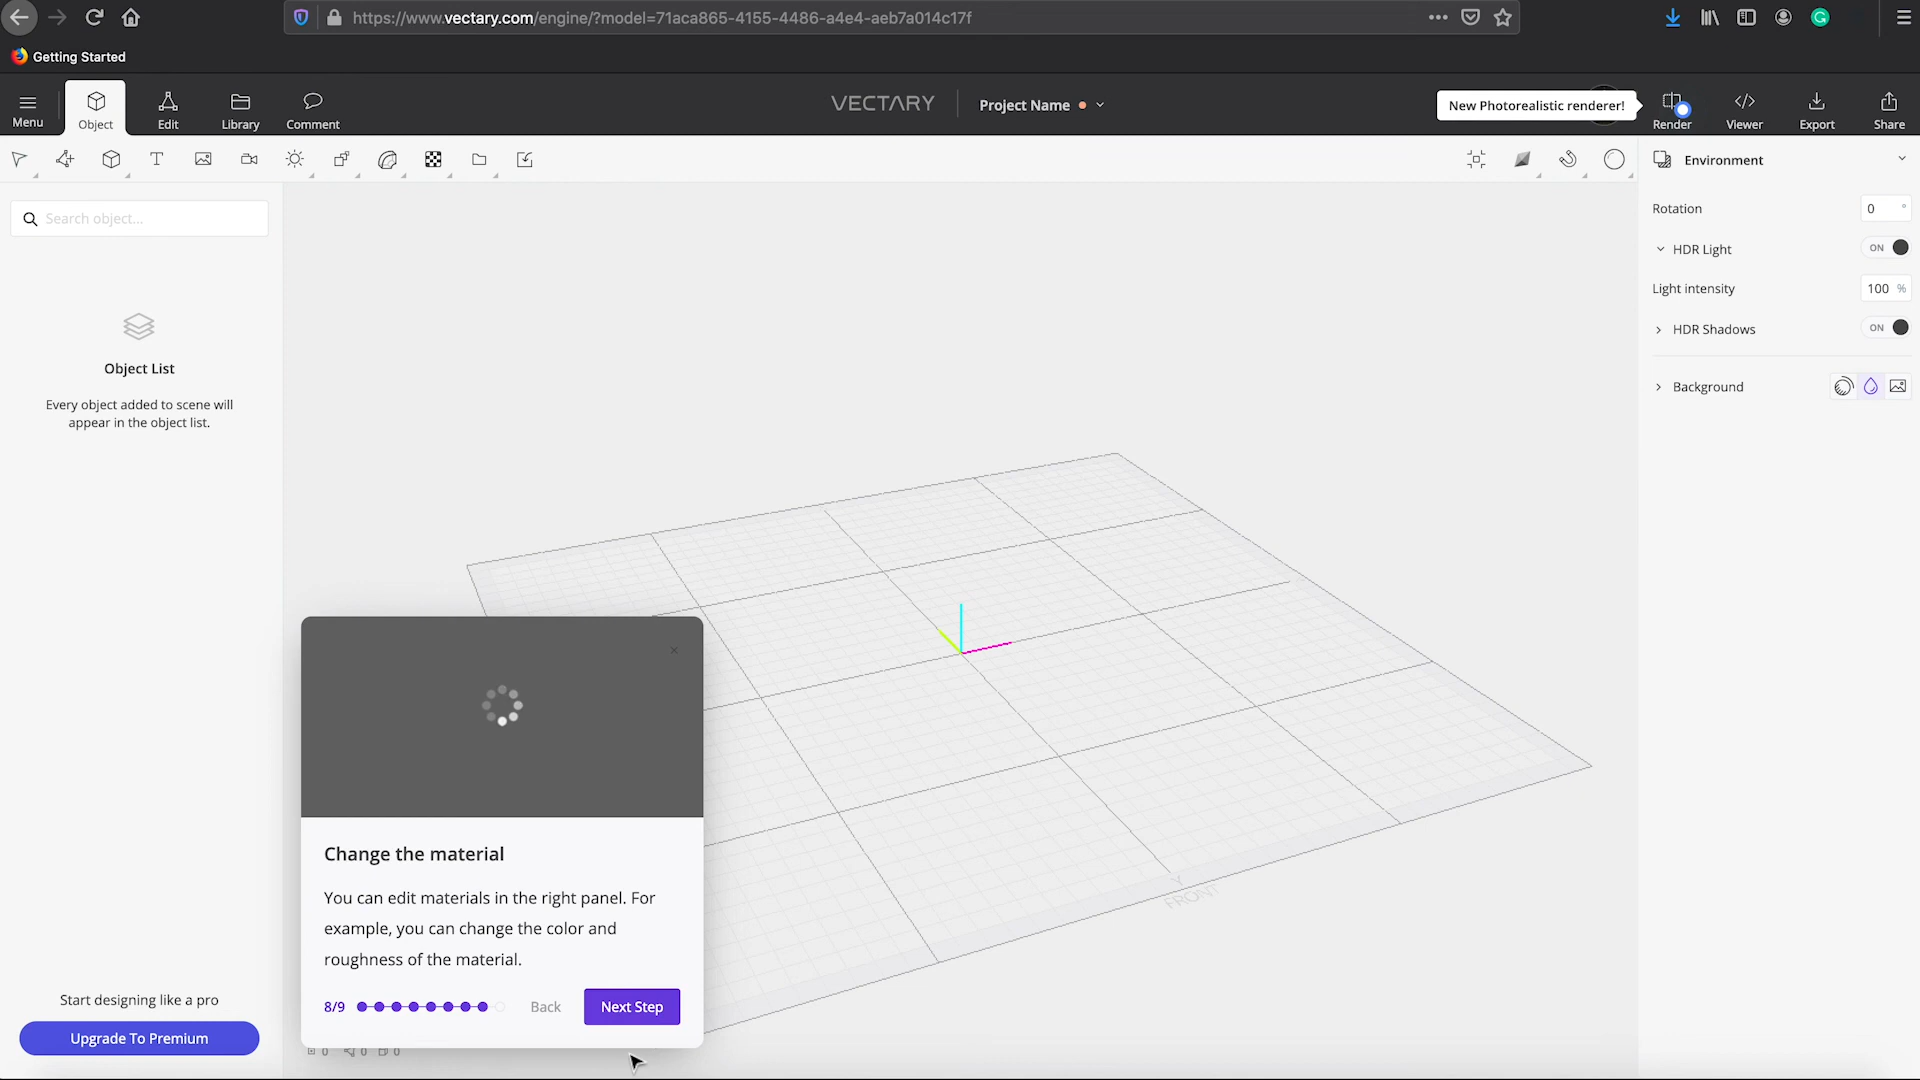 https://www.vectary.com/engine/?model=71aca865-4155-4486-a4e4-aeb7a014c17f
Getting Started
Menu
Object
Edit
Library
Comment
VECTARY
Project Name
New Photorealistic renderer!
Render
Viewer
Export
Share
Search object...
Object List
Every object added to scene will
appear in the object list.
Start designing like a pro
Upgrade To Premium
Environment
Rotation
0 °
HDR Light
ON
Light intensity
100 %
HDR Shadows
ON
Background
Y
FRONT
Change the material
You can edit materials in the right panel. For
example, you can change the color and
roughness of the material.
8/9
Back
Next Step
0 0 0